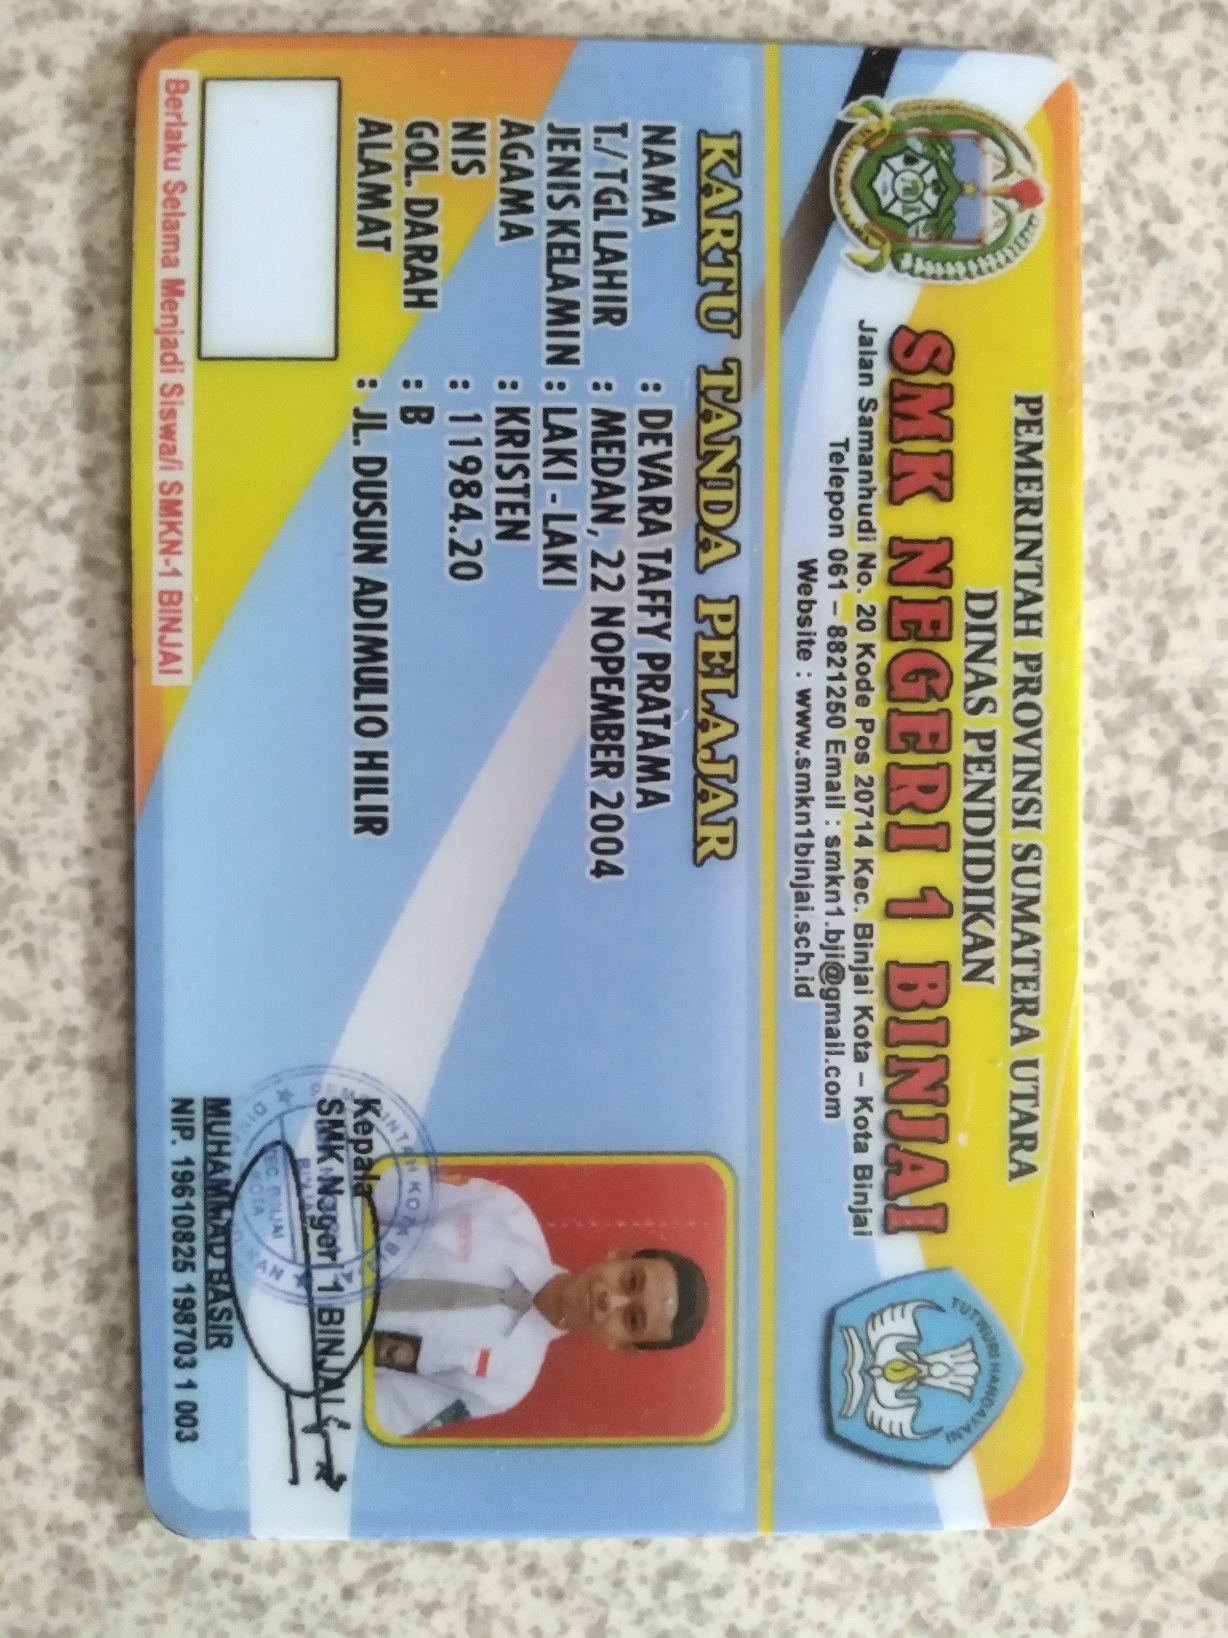 PEMERINTAH PROVINSI SUMATERA UTARA
DINAS PENDIDIKAN
SMK NEGERI 1 BINJAI
Jalan Samanhudi No. 20 Kode Pos 20714 Kec. Binjai Kota – Kota Binjai
Telepon 061 – 8821250 Email : smkn1.bji@gmail.com
Website : www.smkn1binjai.sch.id
TUT WURI HANDAYANI
KARTU TANDA PELAJAR
NAMA : DEVARA TAFFY PRATAMA
T./TGL LAHIR : MEDAN, 22 NOPEMBER 2004
JENIS KELAMIN : LAKI - LAKI
AGAMA : KRISTEN
NIS : 11984.20
GOL. DARAH : B
ALAMAT : JL. DUSUN ADIMULIO HILIR
Kepala
SMK Negeri 1 BINJAI
MUHAMMAD BASIR
NIP. 19610825 198703 1 003
Berlaku Selama Menjadi Siswa/i SMKN-1 BINJAI